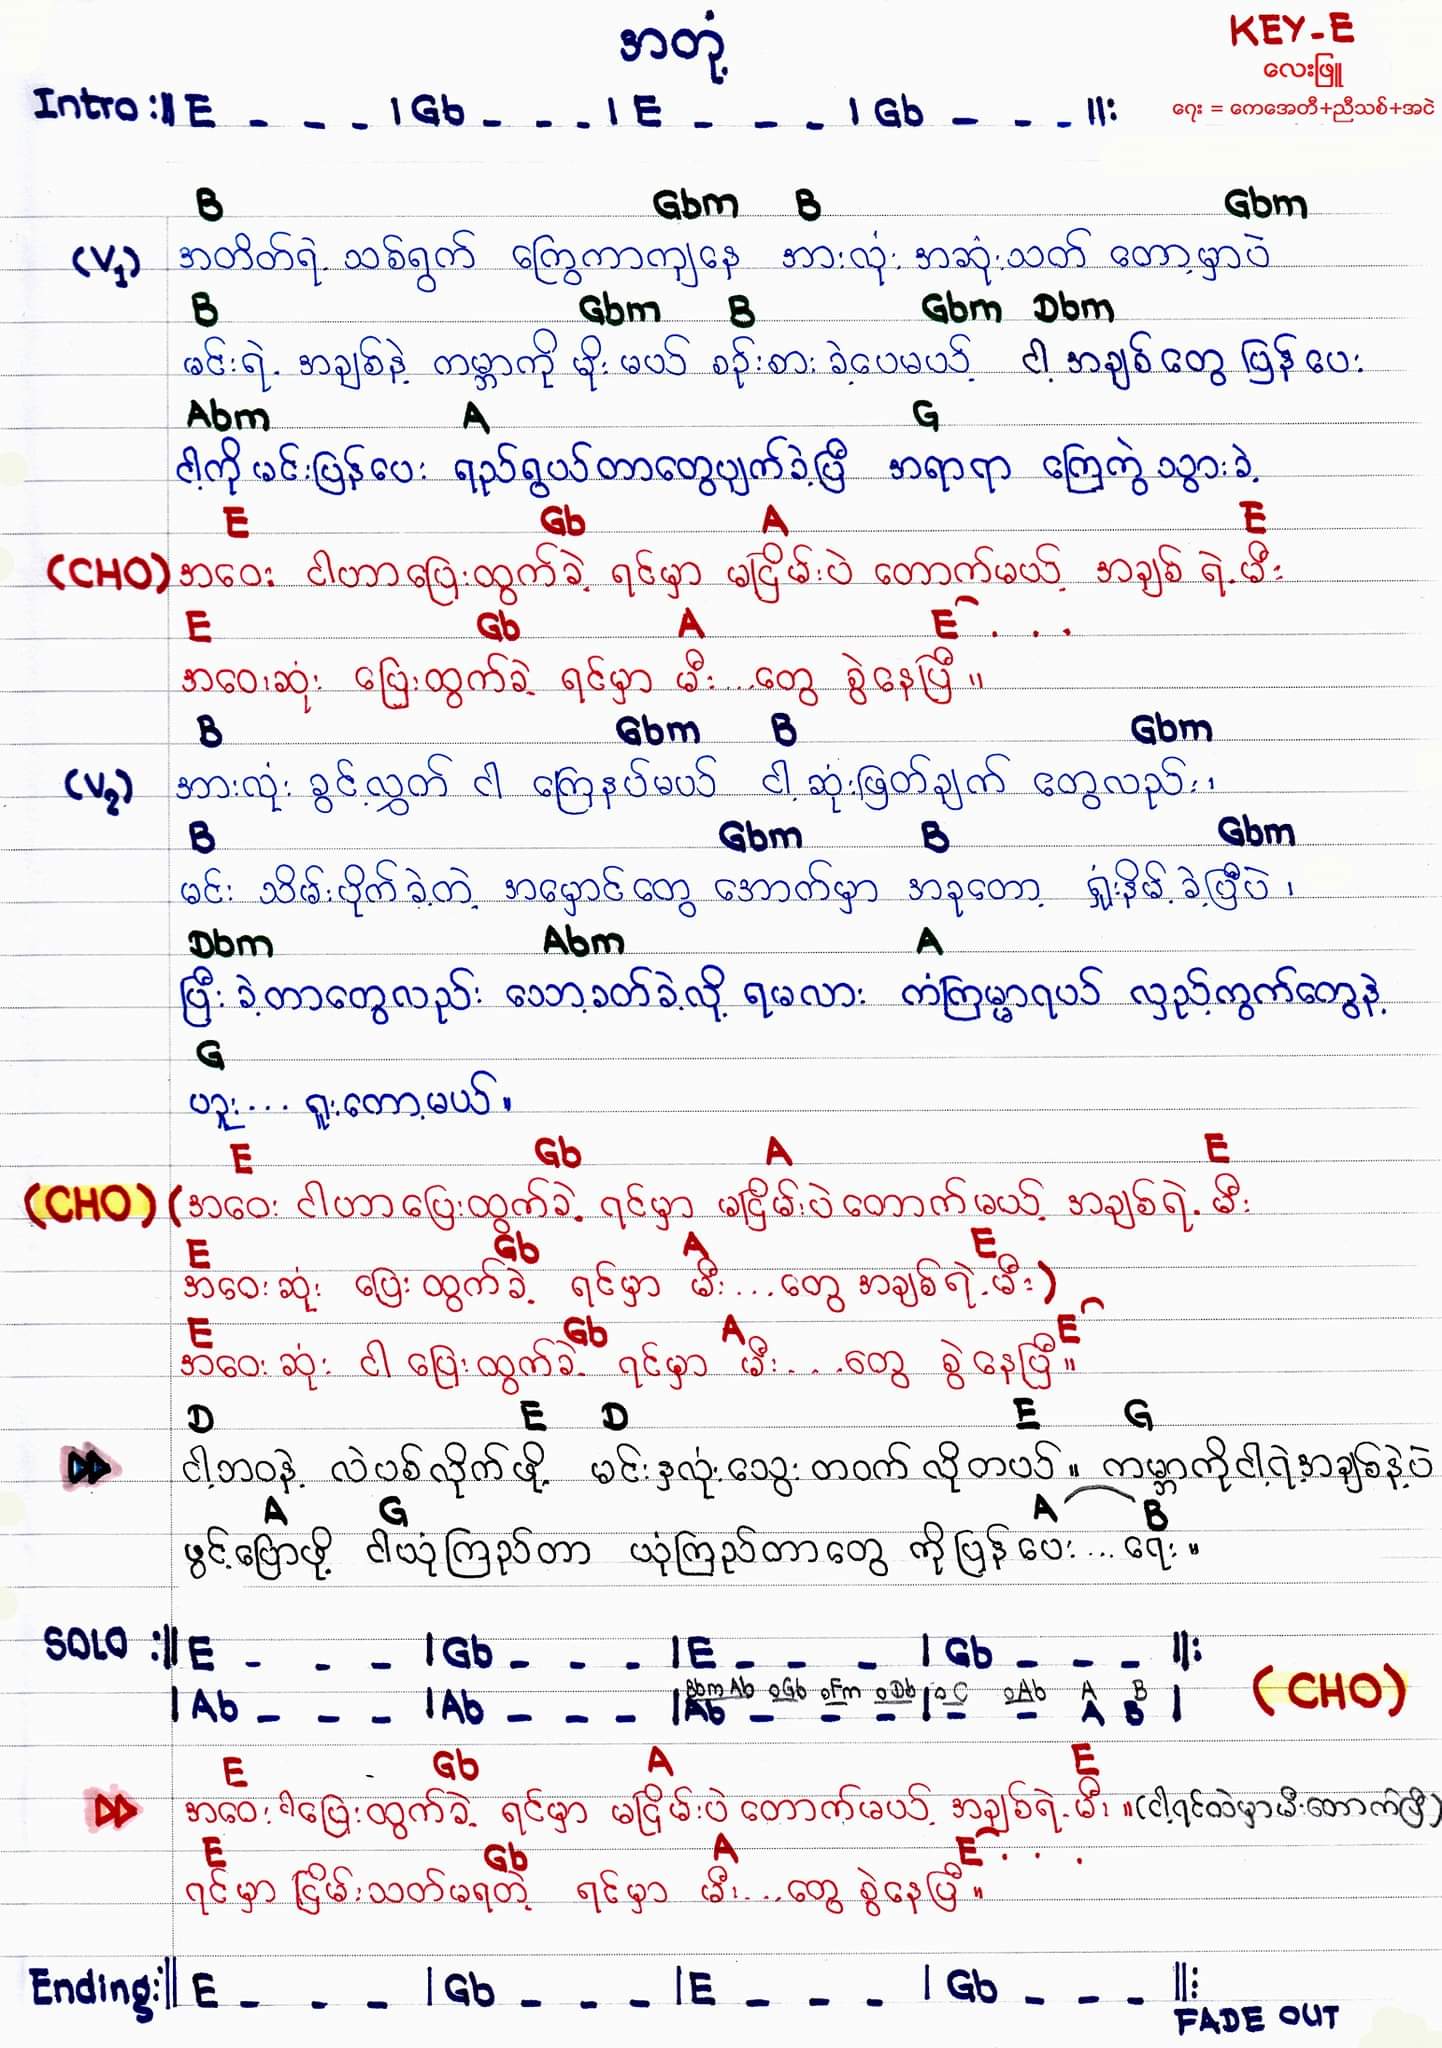 အတုံ့
KEY-E
လေးဖြူ
ရေး = ကေအေတီ+ညီသစ်+အငဲ
Intro :|| E _ _ _ | Gb _ _ _ | E _ _ _ | Gb _ _ _ ||:
B Gbm B Gbm
(V1) အတိတ်ရဲ့ သစ်ရွက် ကြွေကာကျနေ အားလုံး အဆုံးသတ် တော့မှာပဲ
B Gbm B Gbm Dbm
မင်းရဲ့ အချစ်နဲ့ ကမ္ဘာကို မိုးမယ် စဉ်းစားခဲ့ပေမယ့် ငါ့ အချစ်တွေ ပြန်ပေး
Abm A G
ငါ့ကို မင်းပြန်ပေး ရည်ရွယ်တာတွေပျက်ခဲ့ပြီ အရာရာ ကြေကွဲသွားခဲ့
E Gb A E
(CHO) အဝေး ငါဟာပြေးထွက်ခဲ့ ရင်မှာ မငြိမ်းပဲ တောက်မယ့် အချစ်ရဲ့မီး
E Gb A E . . .
အဝေးဆုံး ပြေးထွက်ခဲ့ ရင်မှာ မီး...တွေ စွဲနေပြီ။
B Gbm B Gbm
(V2) အားလုံး ခွင့်လွှတ် ငါ ကြေနပ်မယ် ငါ့ဆုံးဖြတ်ချက် တွေလည်း၊
B Gbm B Gbm
မင်း သိမ်းပိုက်ခဲ့တဲ့ အမှောင်တွေ အောက်မှာ အခုတော့ ရှုံးနိမ့်ခဲ့ပြီပဲ၊
Dbm Abm A
ပြီးခဲ့တာတွေလည်း သော့ခတ်ခဲ့လို့ ရမလား ကံကြမ္မာရယ် လှည့်ကွက်တွေနဲ့
G
ဟူး... ရူးတော့မယ်။
E Gb A E
(CHO) (အဝေး ငါဟာပြေးထွက်ခဲ့ ရင်မှာ မငြိမ်းပဲတောက်မယ့် အချစ်ရဲ့မီး
E Gb A E
အဝေးဆုံး ပြေးထွက်ခဲ့ ရင်မှာ မီး...တွေ အချစ်ရဲ့မီး)
E Gb A E
အဝေးဆုံး ငါ ပြေးထွက်ခဲ့ ရင်မှာ မီး....တွေ စွဲနေပြီ။
D E D E G
ငါ့ဘဝနဲ့ လဲပစ်လိုက်ဖို့ မင်းနှလုံးသွေးတဝက် လိုတယ်။ ကမ္ဘာကိုငါ့ရဲ့အချစ်နဲ့ပဲ
A G A B
ဖွင့်ပြောဖို့ ငါယုံကြည်တာ ယုံကြည်တာတွေ ကိုပြန်ပေး...ရေး။
SOLO :|| E _ _ _ | Gb _ _ _ | E _ _ _ | Gb _ _ _ ||:
Bbm Ab Gb Fm Db C Ab A B
| Ab _ _ _ | Ab _ _ _ | Ab _ _ _ | _ _ A B | (CHO)
E Gb A E
အဝေး ငါပြေးထွက်ခဲ့ ရင်မှာ မငြိမ်းပဲတောက်မယ့် အချစ်ရဲ့မီး။(ငါ့ရင်ထဲမှာမီးတောက်ပြီ)
E Gb A E . . .
ရင်မှာ ငြိမ်းသတ်မရတဲ့ ရင်မှာ မီး...တွေ စွဲနေပြီ။
Ending:|| E _ _ _ | Gb _ _ _ | E _ _ _ | Gb _ _ _ ||:
FADE OUT